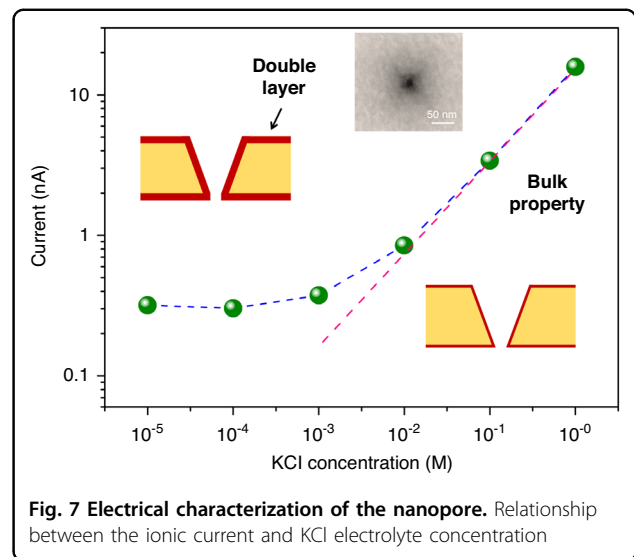 Double
layer
50 nm
10
Current (nA)
1
0.1
Bulk
property
10⁻⁵
10⁻⁴
10⁻³
10⁻²
10⁻¹
10⁻⁰
KCl concentration (M)
Fig. 7 Electrical characterization of the nanopore. Relationship
between the ionic current and KCl electrolyte concentration